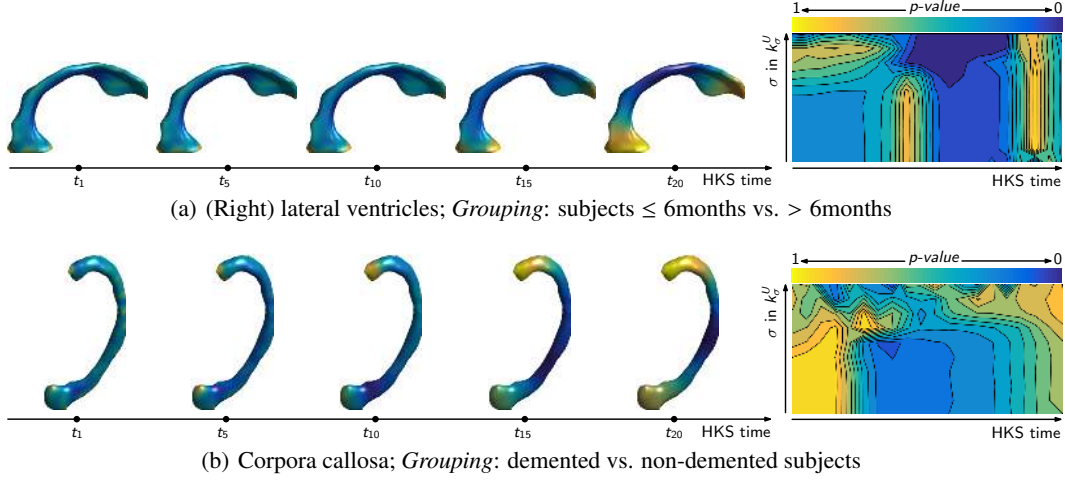 1 p-value 0
σ in k_σ^U
t₁ t₅ t₁₀ t₁₅ t₂₀ HKS time
HKS time
(a) (Right) lateral ventricles; Grouping: subjects ≤ 6months vs. > 6months
1 p-value 0
σ in k_σ^U
t₁ t₅ t₁₀ t₁₅ t₂₀ HKS time
HKS time
(b) Corpora callosa; Grouping: demented vs. non-demented subjects